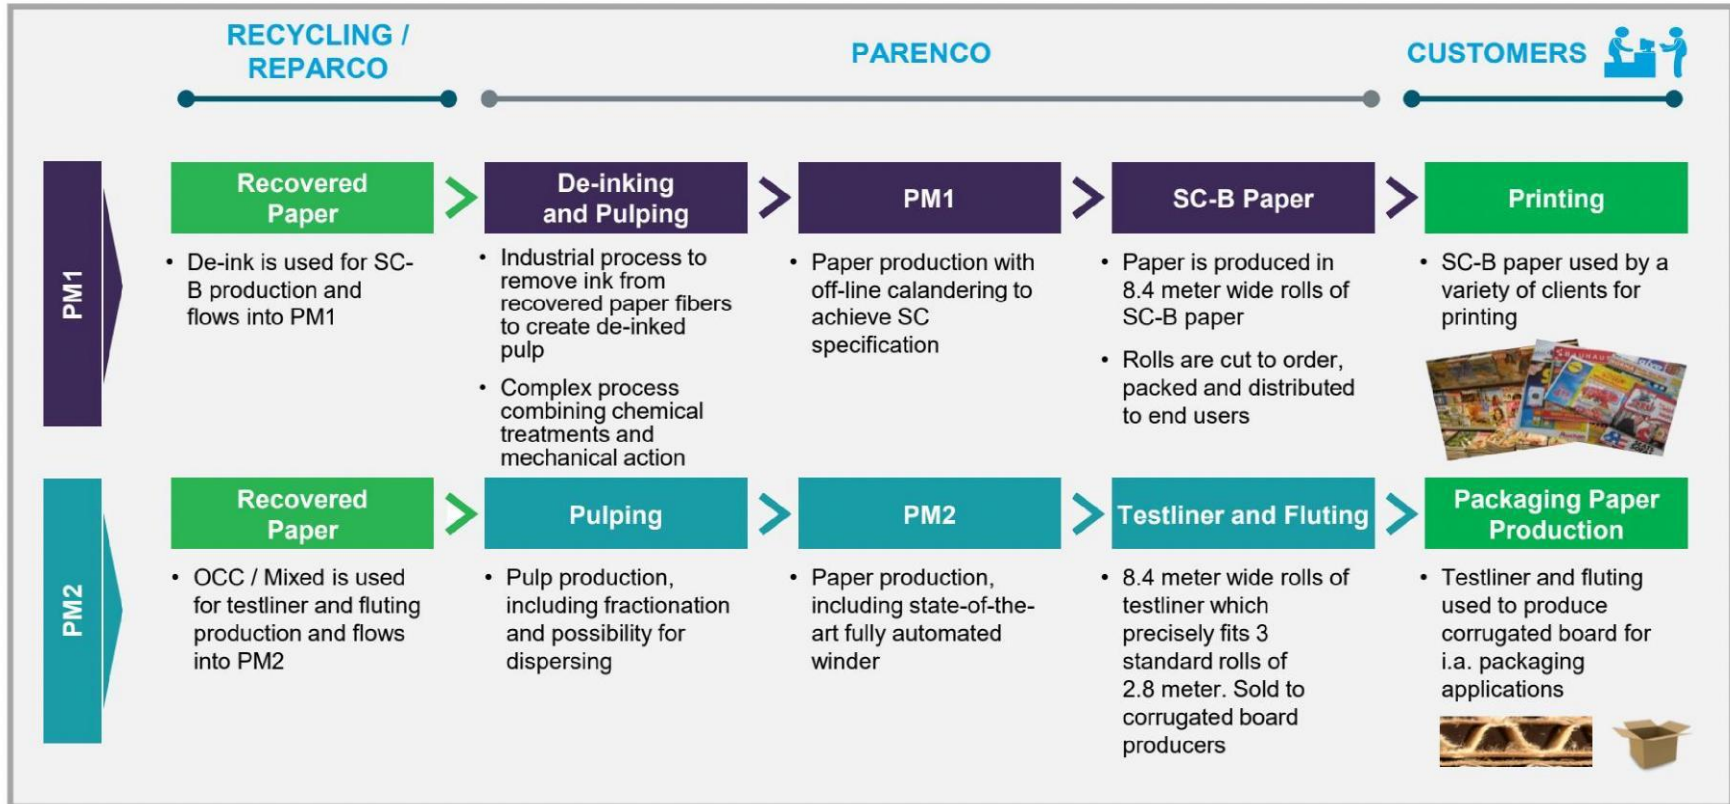 RECYCLING /
REPARCO
PARENCO
CUSTOMERS
PM1
Recovered
Paper
• De-ink is used for SC-
B production and
flows into PM1
De-inking
and Pulping
• Industrial process to
remove ink from
recovered paper fibers
to create de-inked
pulp
• Complex process
combining chemical
treatments and
mechanical action
PM1
• Paper production with
off-line calandering to
achieve SC
specification
SC-B Paper
• Paper is produced in
8.4 meter wide rolls of
SC-B paper
• Rolls are cut to order,
packed and distributed
to end users
Printing
• SC-B paper used by a
variety of clients for
printing
BAUHAUS
PM2
Recovered
Paper
• OCC / Mixed is used
for testliner and fluting
production and flows
into PM2
Pulping
• Pulp production,
including fractionation
and possibility for
dispersing
PM2
• Paper production,
including state-of-the-
art fully automated
winder
Testliner and Fluting
• 8.4 meter wide rolls of
testliner which
precisely fits 3
standard rolls of
2.8 meter. Sold to
corrugated board
producers
Packaging Paper
Production
• Testliner and fluting
used to produce
corrugated board for
i.a. packaging
applications